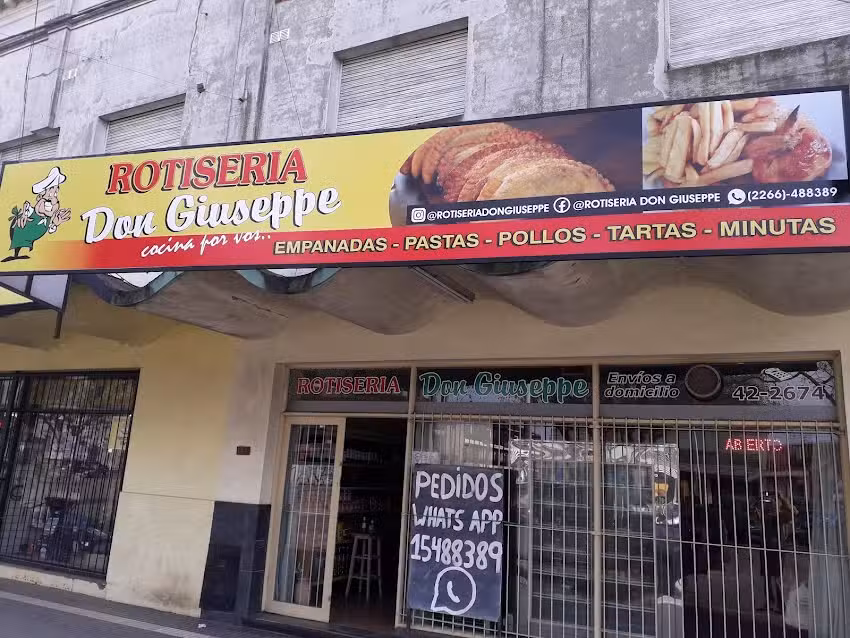 ROTISERIA
Don Giuseppe
cocina por vos..
@ROTISERIADONGIUSEPPE @ROTISERIA DON GIUSEPPE (2266)-488389
EMPANADAS - PASTAS - POLLOS - TARTAS - MINUTAS
ROTISERIA Don Giuseppe
Envíos a
domicilio
42-2674
ABIERTO
PEDIDOS
WHATS APP
15488389